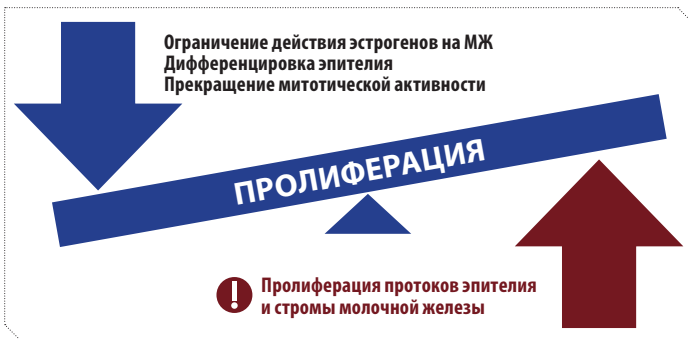 Ограничение действия эстрогенов на МЖ
Дифференцировка эпителия
Прекращение митотической активности
ПРОЛИФЕРАЦИЯ
Пролиферация протоков эпителия
и стромы молочной железы